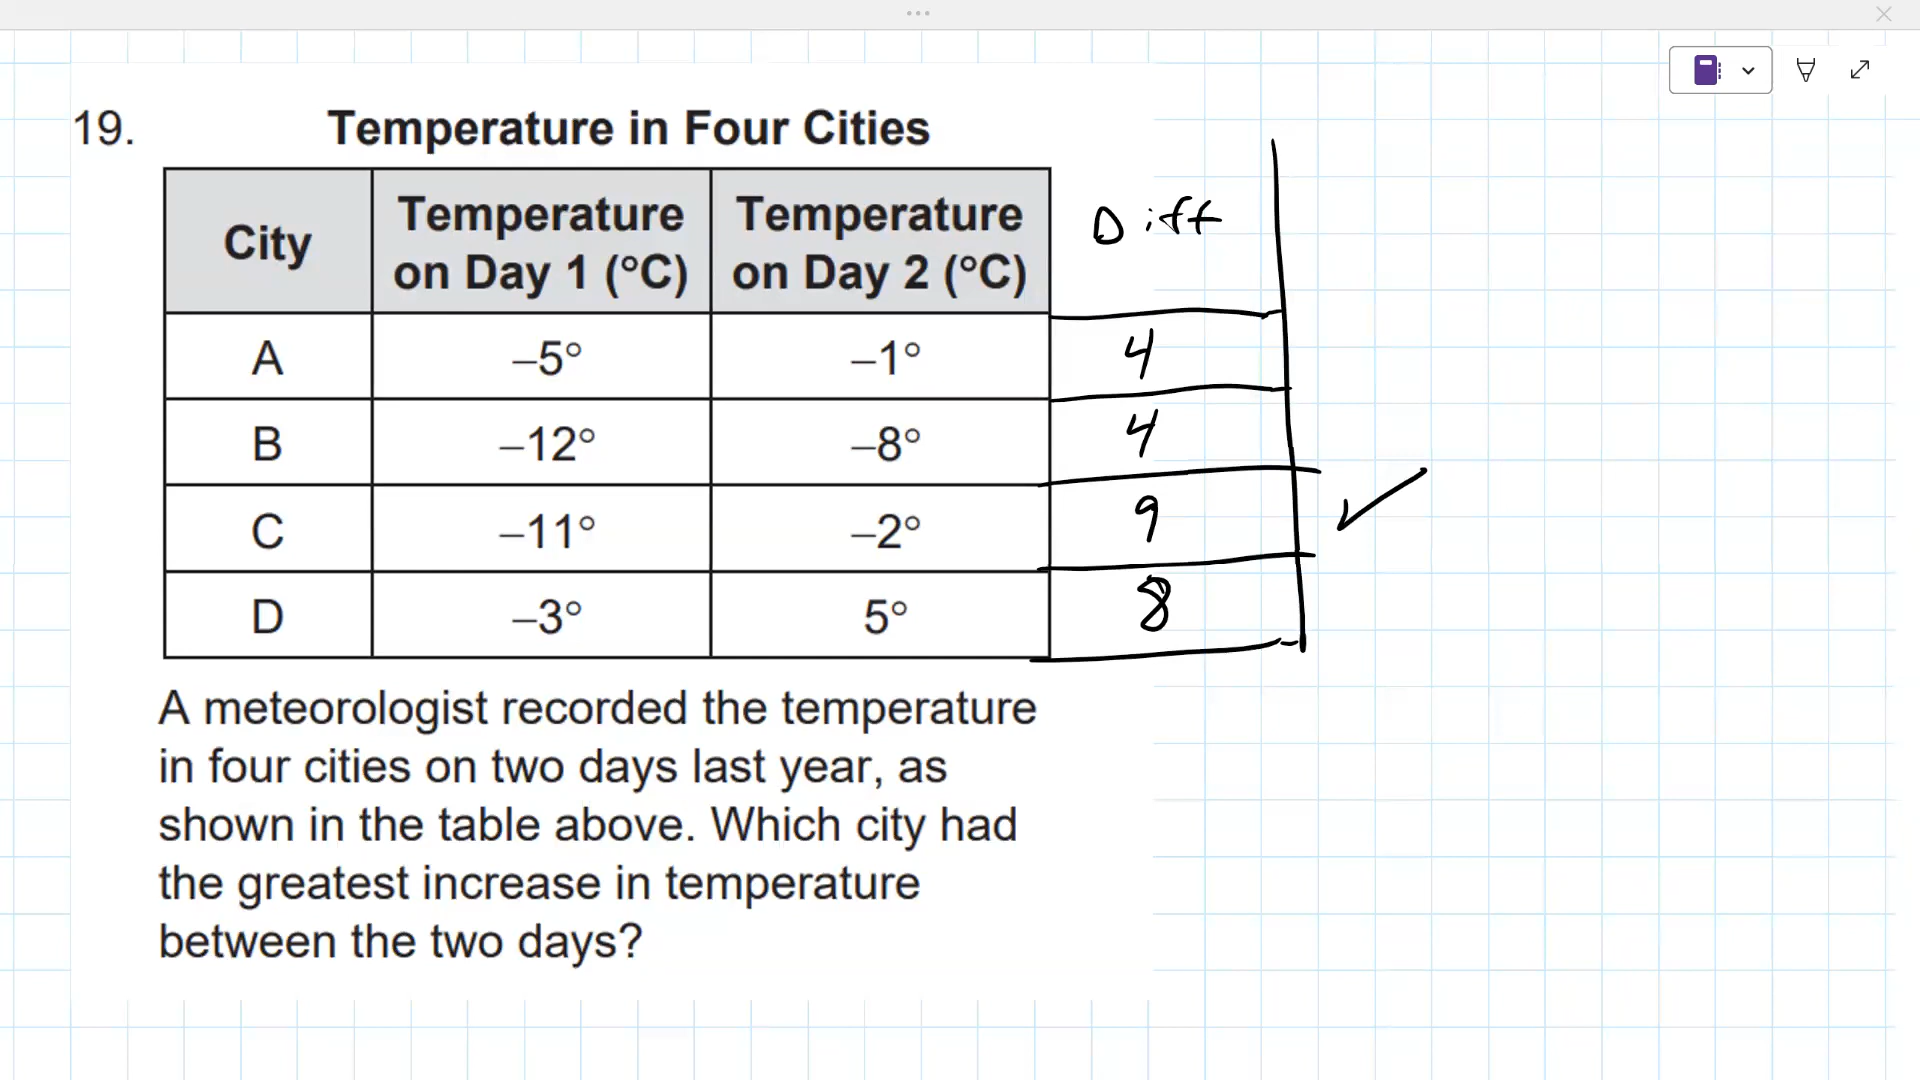 19. Temperature in Four Cities
City Temperature on Day 1 (°C) Temperature on Day 2 (°C) Diff
A –5° –1° 4
B –12° –8° 4
C –11° –2° 9
D –3° 5° 8
A meteorologist recorded the temperature
in four cities on two days last year, as
shown in the table above. Which city had
the greatest increase in temperature
between the two days?